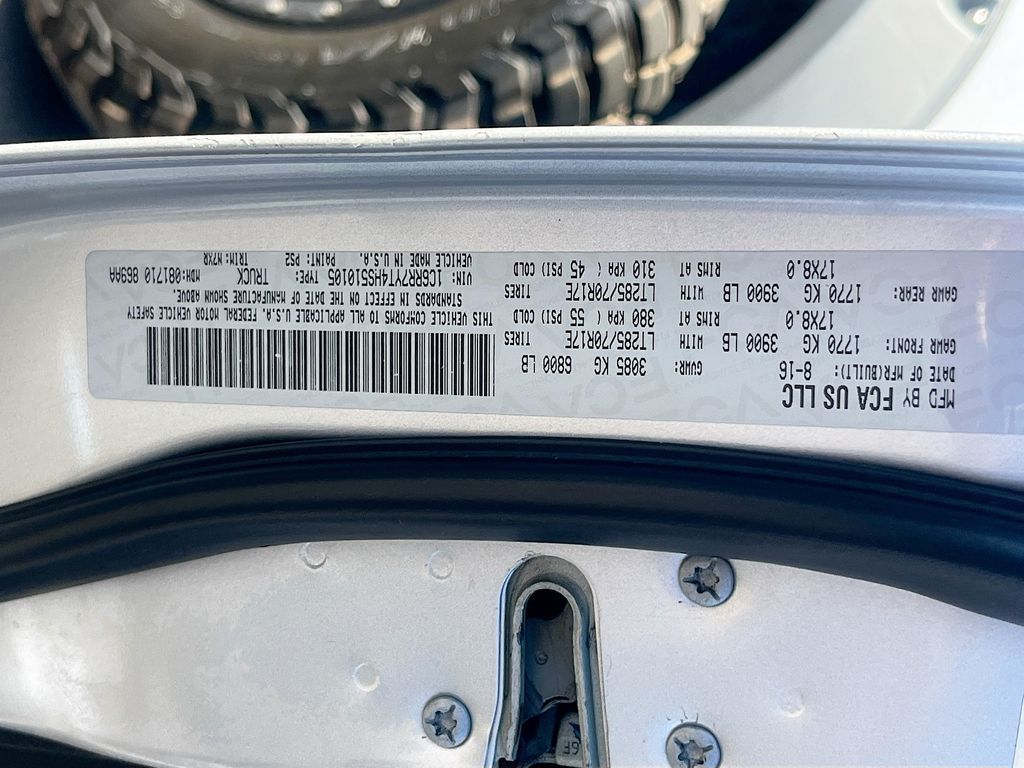 MFD BY FCA US LLC
DATE OF MFR(BUILT): 8-16 GVWR: 3085 KG 6800 LB
GAWR FRONT: 1770 KG 3900 LB WITH LT285/70R17E TIRES
17X8.0 RIMS AT 380 KPA ( 55 PSI) COLD
GAWR REAR: 1770 KG 3900 LB WITH LT285/70R17E TIRES
17X8.0 RIMS AT 310 KPA ( 45 PSI) COLD
THIS VEHICLE CONFORMS TO ALL APPLICABLE U.S.A. FEDERAL MOTOR VEHICLE SAFETY
STANDARDS IN EFFECT ON THE DATE OF MANUFACTURE SHOWN ABOVE.
VIN: 1C6RR7YT4HS510105 TYPE: TRUCK MDH:081710 869AA
VEHICLE MADE IN U.S.A. PAINT: PS2 TRIM: N7XR